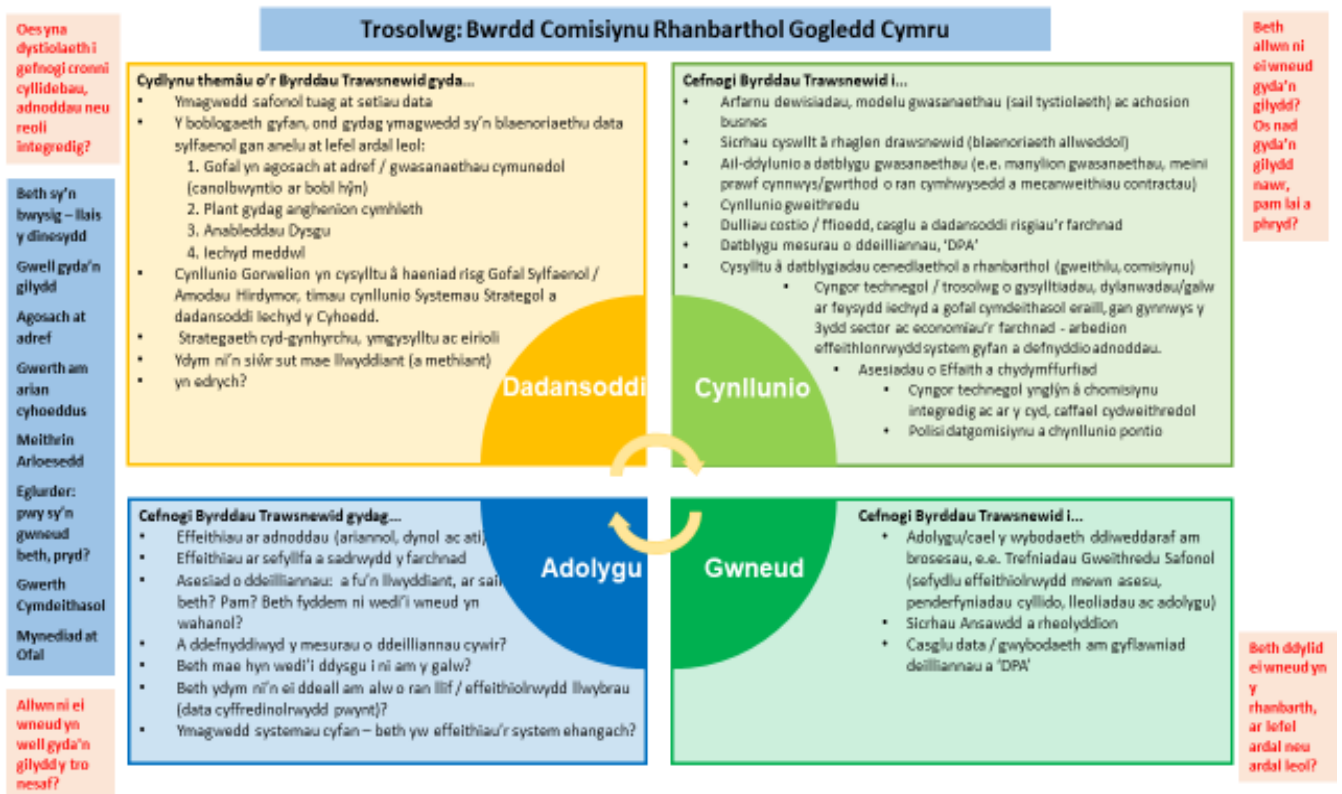 Trosolwg: Bwrdd Comisiynu Rhanbarthol Gogledd Cymru
Oes yna
dystiolaeth i
gefnogi cronni
cyllidebau,
adnoddau neu
reoli
integredig?
Beth sy'n
bwysig – llais
y dinesydd
Gwell gyda'n
gilydd
Agosach at
adref
Gwerth am
arian
cyhoeddus
Meithrin
Arloesedd
Eglurder:
pwy sy'n
gwneud
beth, pryd?
Gwerth
Cymdeithasol
Mynediad at
Ofal
Allwn ni ei
wneud yn
well gyda'n
gilydd y tro
nesaf?
Cydlynu themâu o'r Byrddau Trawsnewid gyda...
• Ymagwedd safonol tuag at setiau data
• Y boblogaeth gyfan, ond gydag ymagwedd sy'n blaenoriaethu data
sylfaenol gan anelu at lefel ardal leol:
1. Gofal yn agosach at adref / gwasanaethau cymunedol
(canolbwyntio ar bobl hŷn)
2. Plant gydag anghenion cymhleth
3. Anableddau Dysgu
4. Iechyd meddwl
• Cynllunio Gorwelion yn cysylltu â haeniad risg Gofal Sylfaenol /
Amodau Hirdymor, timau cynllunio Systemau Strategol a
dadansoddi Iechyd y Cyhoedd.
• Strategaeth cyd-gynhyrchu, ymgysylltu ac eirioli
• Ydym ni'n siŵr sut mae llwyddiant (a methiant)
• yn edrych?
Dadansoddi
Cefnogi Byrddau Trawsnewid i...
• Arfarnu dewisiadau, modelu gwasanaethau (sail tystiolaeth) ac achosion
busnes
• Sicrhau cyswllt â rhaglen drawsnewid (blaenoriaeth allweddol)
• Ail-ddylunio a datblygu gwasanaethau (e.e. manylion gwasanaethau, meini
prawf cynnwys/gwrthod o ran cymhwysedd a mecanweithiau contractau)
• Cynllunio gweithredu
• Dulliau costio / ffioedd, casglu a dadansoddi risgiau'r farchnad
• Datblygu mesurau o ddeilliannau, 'DPA'
• Cysylltu â datblygiadau cenedlaethol a rhanbarthol (gweithlu, comisiynu)
• Cyngor technegol / trosolwg o gysylltiadau, dylanwadau/galw
ar feysydd iechyd a gofal cymdeithasol eraill, gan gynnwys y
3ydd sector ac economiau'r farchnad - arbedion
effeithlonrwydd system gyfan a defnyddio adnoddau.
• Asesiadau o Effaith a chydymffurfiad
• Cyngor technegol ynglŷn â chomisiynu
integredig ac ar y cyd, caffael cydweithredol
• Polisi datgomisiynu a chynllunio pontio
Cynllunio
Cefnogi Byrddau Trawsnewid gydag...
• Effeithiau ar adnoddau (ariannol, dynol ac ati)
• Effeithiau ar sefyllfa a sadrwydd y farchnad
• Asesiad o ddeilliannau: a fu'n llwyddiant, ar sail
beth? Pam? Beth fyddem ni wedi'i wneud yn
wahanol?
• A ddefnyddiwyd y mesurau o ddeilliannau cywir?
• Beth mae hyn wedi'i ddysgu i ni am y galw?
• Beth ydym ni'n ei ddeall am alw o ran llif / effeithiolrwydd llwybrau
(data cyffredinolrwydd pwynt)?
• Ymagwedd systemau cyfan – beth yw effeithiau'r system ehangach?
Adolygu
Gwneud
Cefnogi Byrddau Trawsnewid i...
• Adolygu/cael y wybodaeth ddiweddaraf am
brosesau, e.e. Trefniadau Gweithredu Safonol
(sefydlu effeithiolrwydd mewn asesu,
penderfyniadau cyllido, lleoliadau ac adolygu)
• Sicrhau Ansawdd a rheolyddion
• Casglu data / gwybodaeth am gyflawniad
deilliannau a 'DPA'
Beth
allwn ni
ei wneud
gyda'n
gilydd?
Os nad
gyda'n
gilydd
nawr,
pam lai a
phryd?
Beth ddylid
ei wneud yn
y
rhanbarth,
ar lefel
ardal neu
ardal leol?